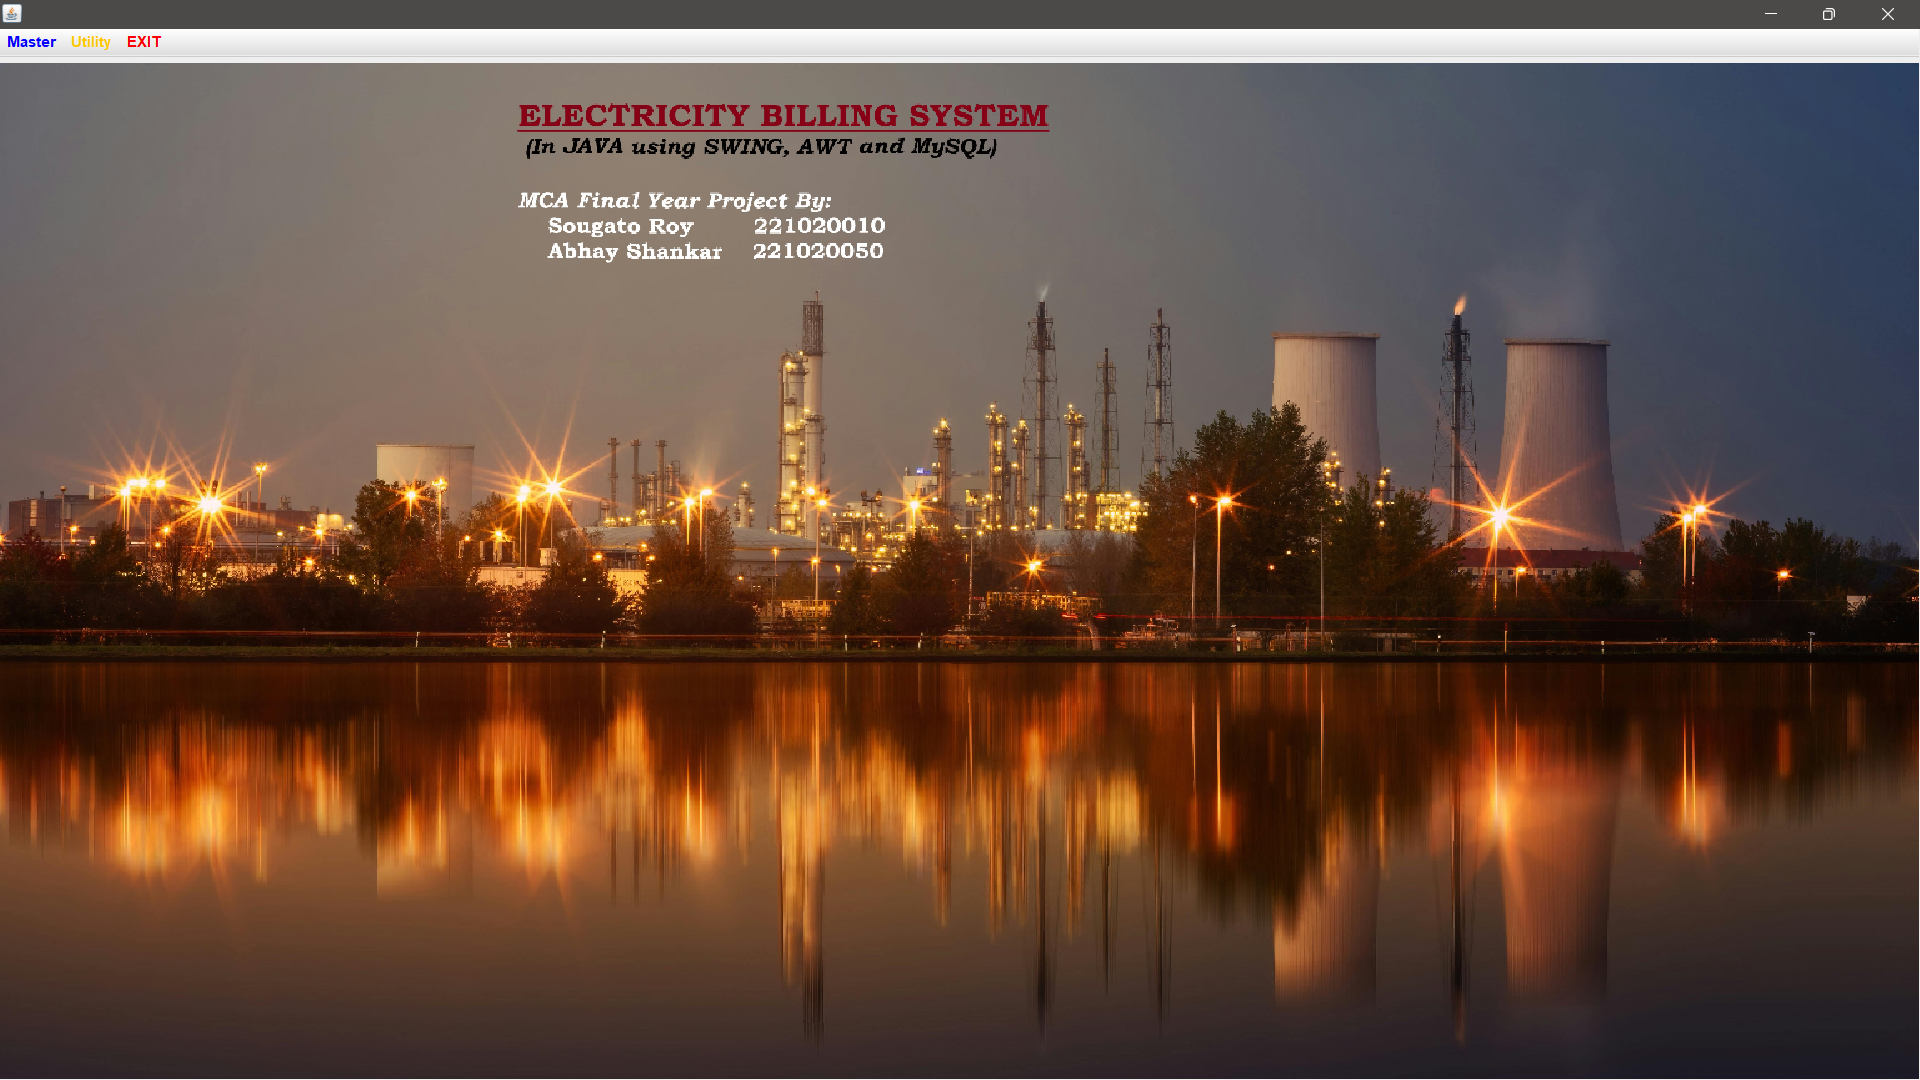 Master Utility EXIT
ELECTRICITY BILLING SYSTEM
(In JAVA using SWING, AWT and MySQL)
MCA Final Year Project By:
Sougato Roy 221020010
Abhay Shankar 221020050